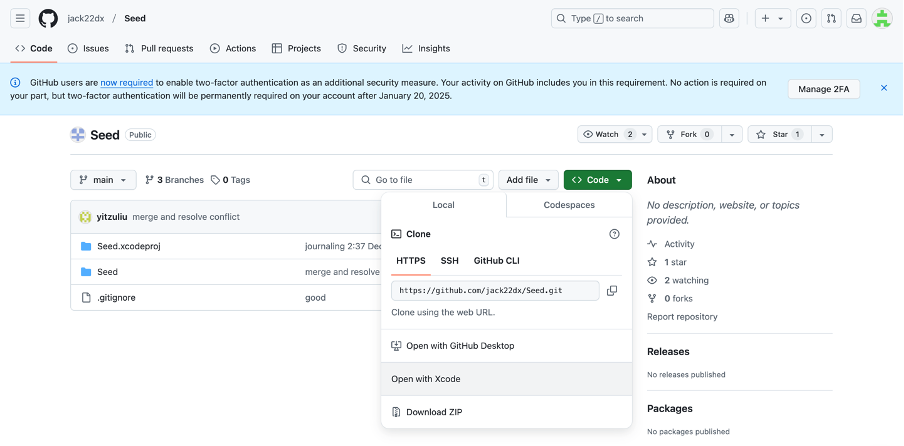 jack22dx / Seed
Type / to search
Code Issues Pull requests Actions Projects Security Insights
GitHub users are now required to enable two-factor authentication as an additional security measure. Your activity on GitHub includes you in this requirement. No action is required on
your part, but two-factor authentication will be permanently required on your account after January 20, 2025.
Manage 2FA
Seed Public
Watch 2 Fork 0 Star 1
main 3 Branches 0 Tags Go to file t Add file Code
yitzuliu merge and resolve conflict
Seed.xcodeproj journaling 2:37 Dec
Seed merge and resolve
.gitignore good
Local Codespaces
Clone
HTTPS SSH GitHub CLI
https://github.com/jack22dx/Seed.git
Clone using the web URL.
Open with GitHub Desktop
Open with Xcode
Download ZIP
About
No description, website, or topics
provided.
Activity
1 star
2 watching
0 forks
Report repository
Releases
No releases published
Packages
No packages published